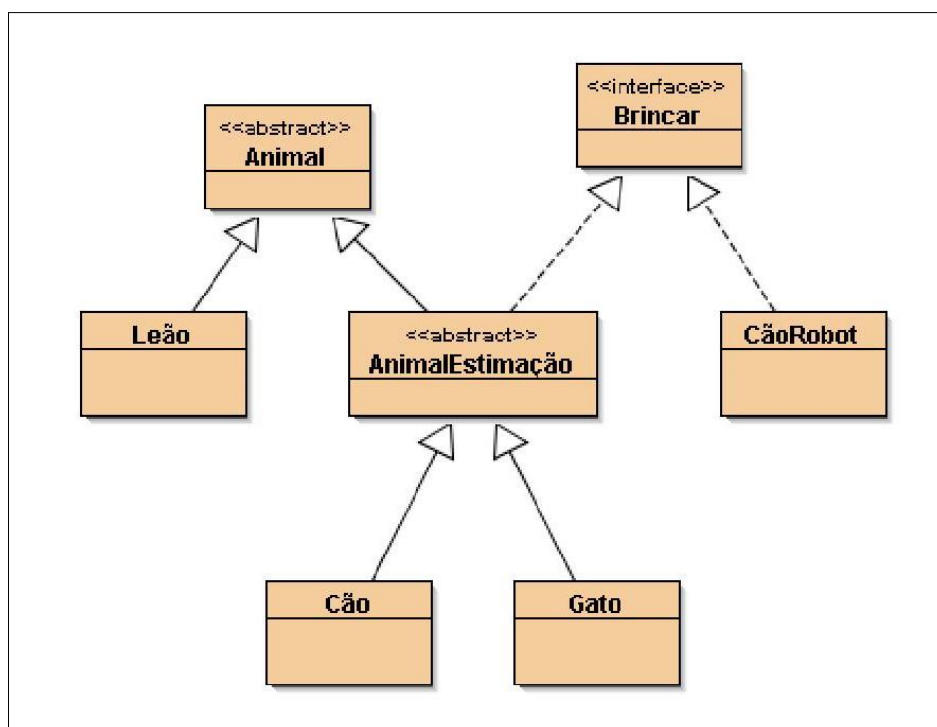 <<interface>>
Brincar
<<abstract>>
Animal
Leão
<<abstract>>
AnimalEstimação
CãoRobot
Cão
Gato